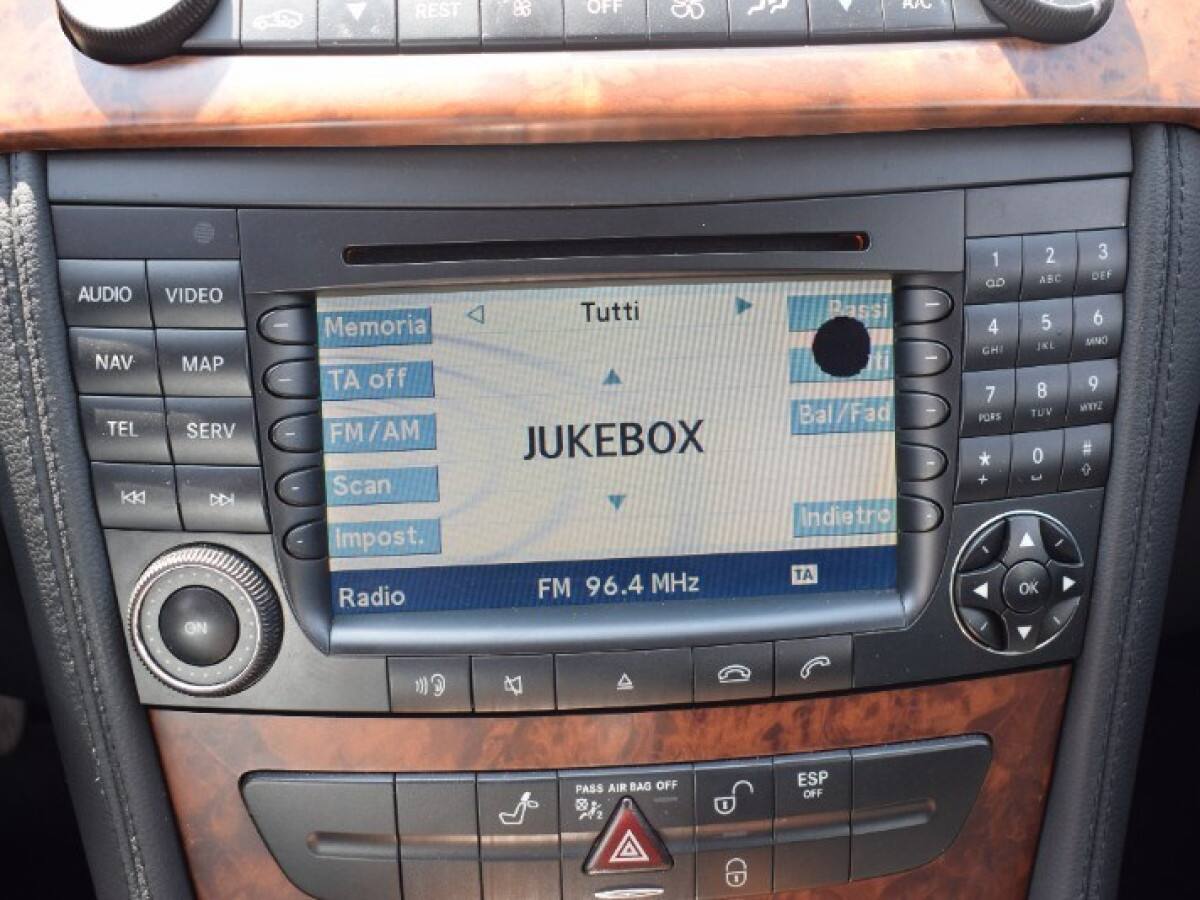 REST
OFF
A/C
AUDIO
VIDEO
NAV
MAP
TEL
SERV
ON
Memoria
TA off
FM/AM
Scan
Impost.
Tutti
JUKEBOX
Bassi
Bal/Fad
Indietro
Radio
FM 96.4 MHz
TA
1
2 ABC
3 DEF
4 GHI
5 JKL
6 MNO
7 PQRS
8 TUV
9 WXYZ
* +
0
#
OK
PASS AIR BAG OFF
2
ESP
OFF